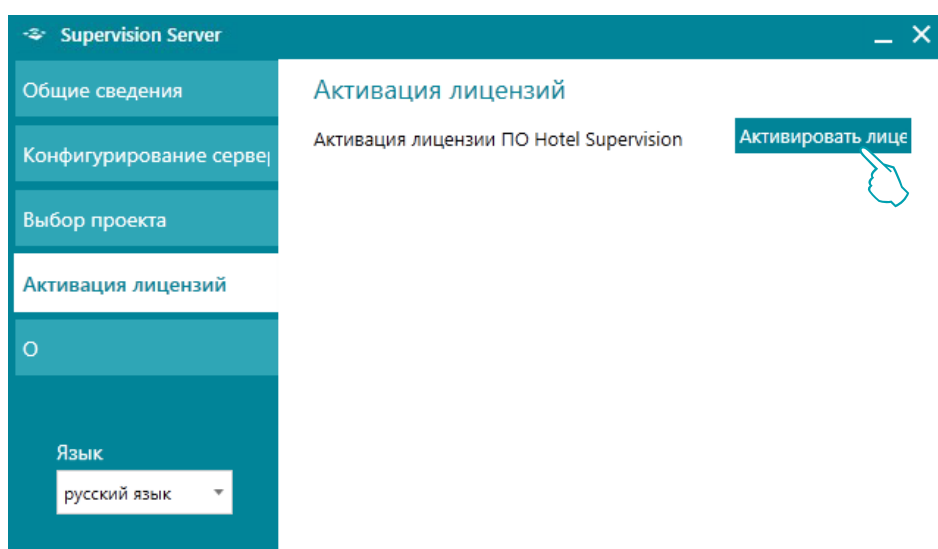 Supervision Server
Общие сведения
Конфигурирование серве
Выбор проекта
Активация лицензий
О
Язык
русский язык
Активация лицензий
Активация лицензии ПО Hotel Supervision
Активировать лице